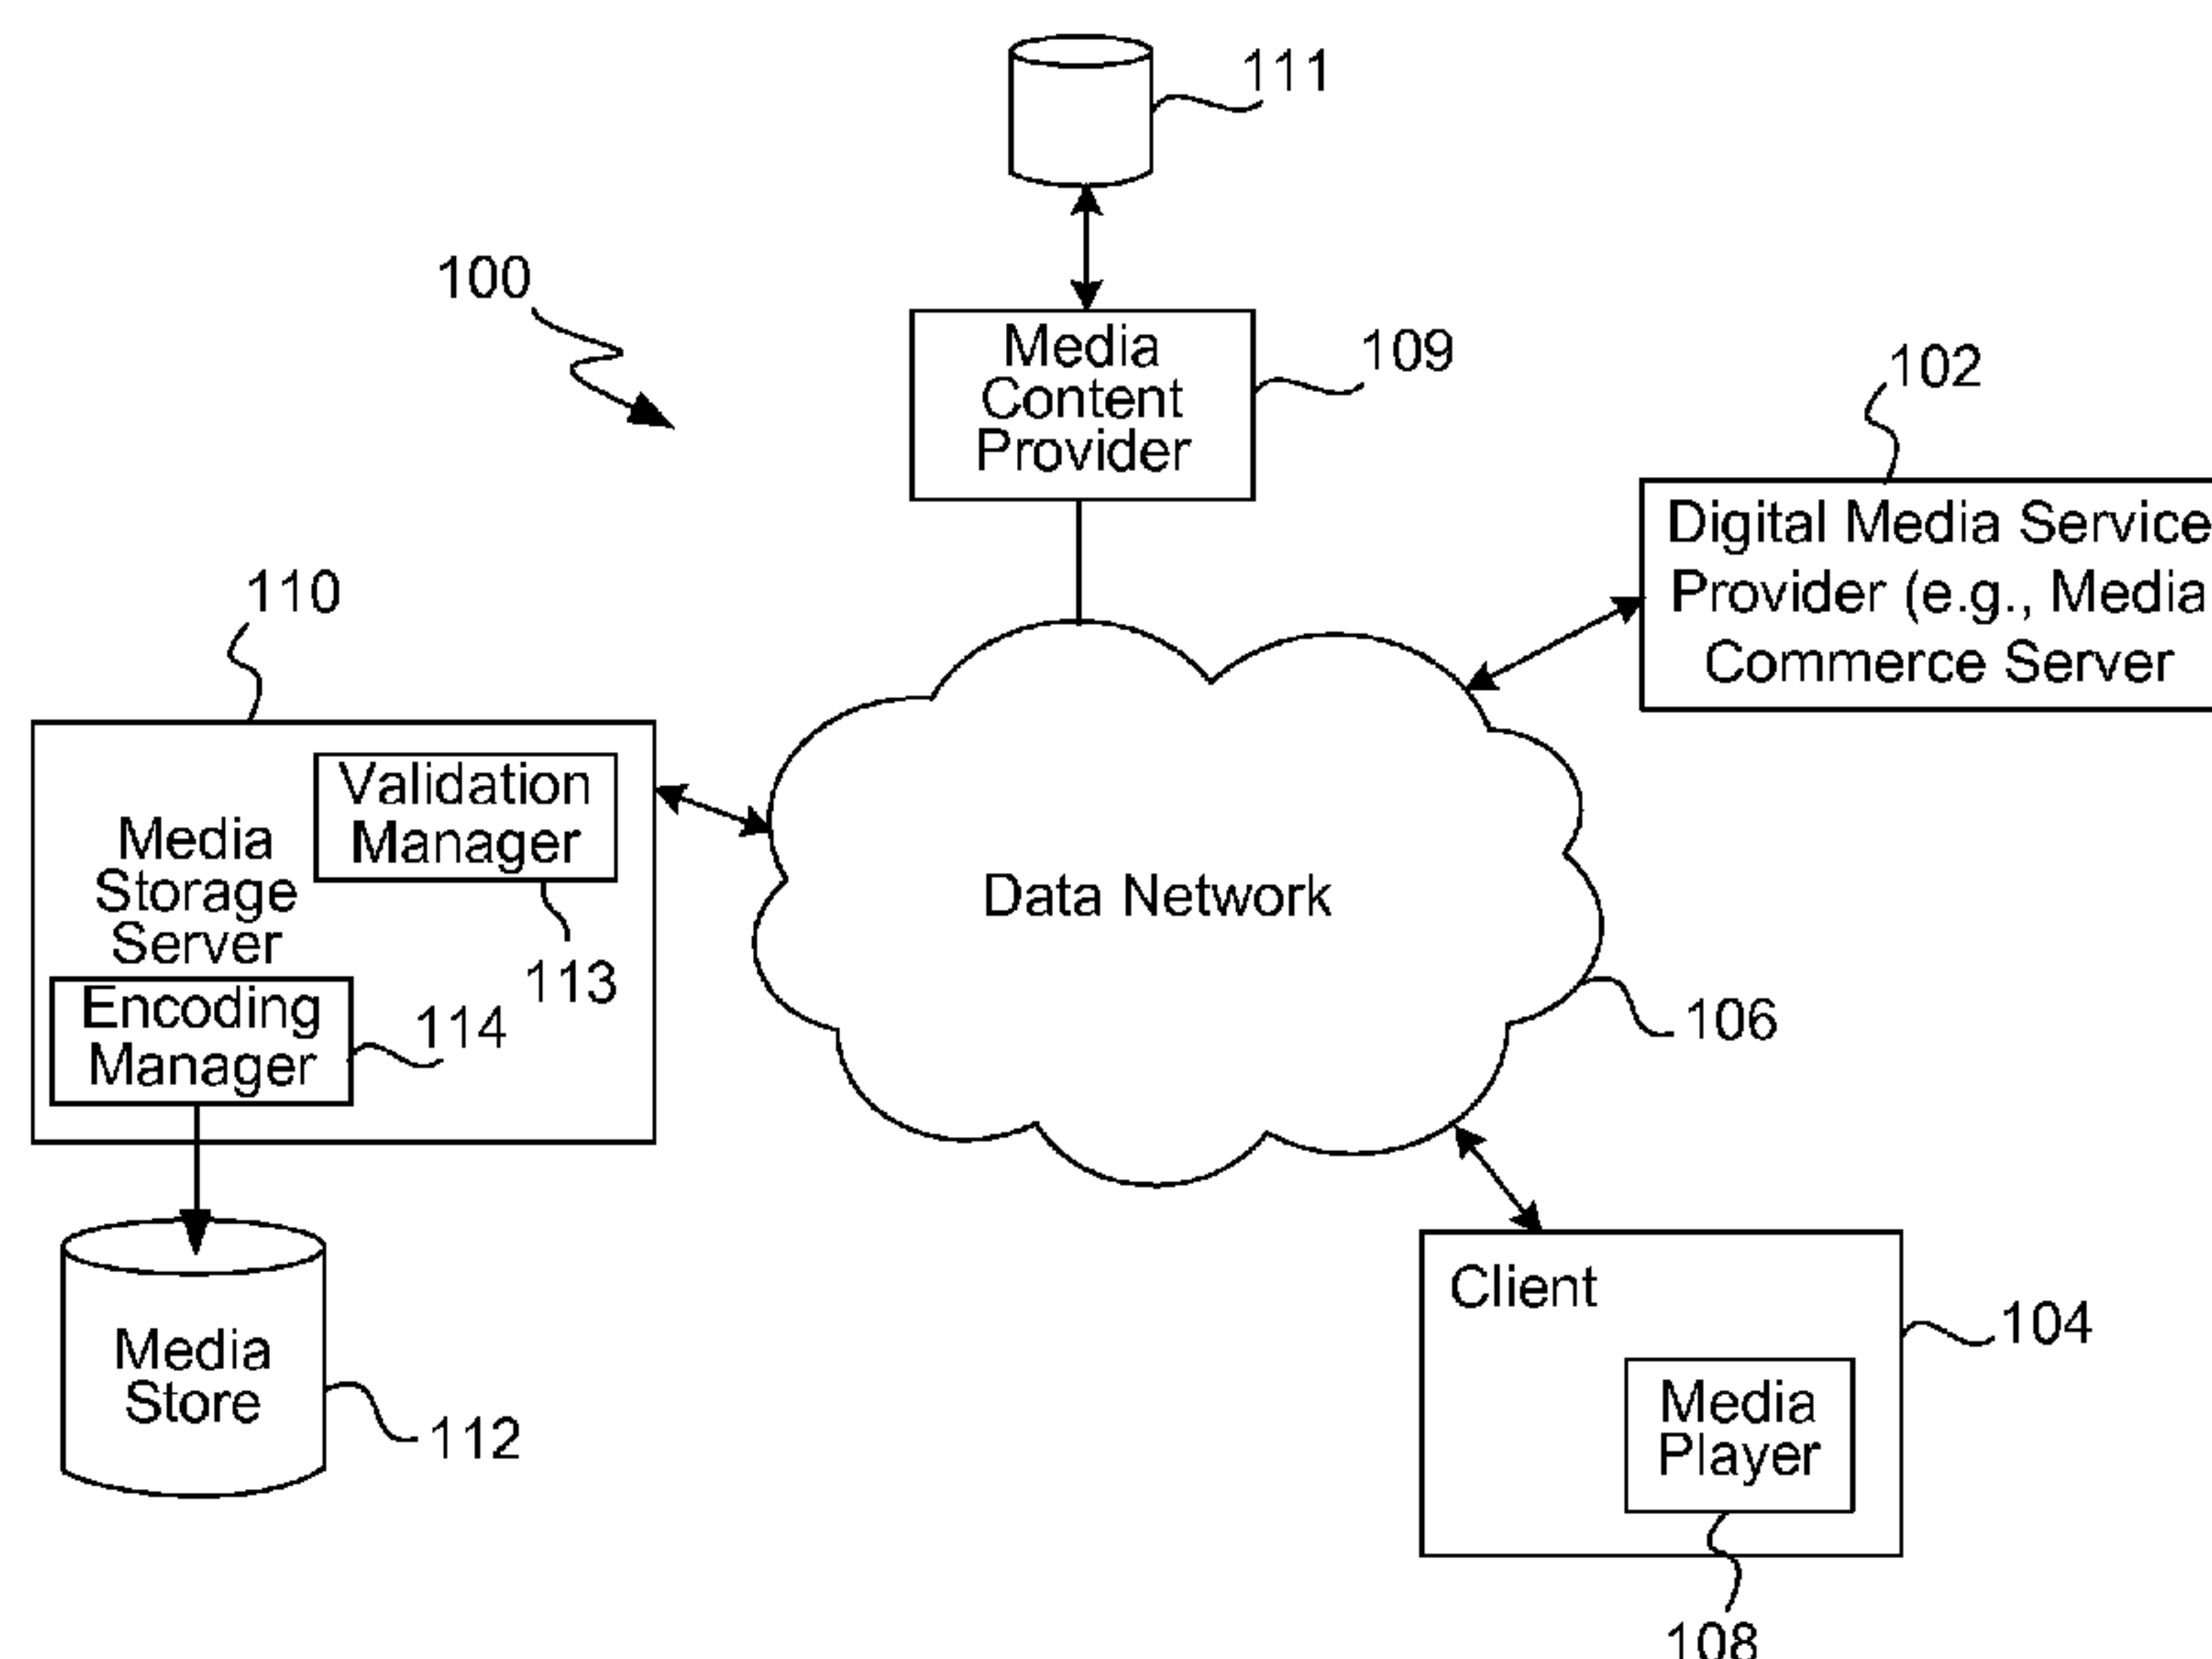 111
100
Media
Content
Provider
109
102
Digital Media Service
Provider (e.g., Media
Commerce Server
110
Validation
Manager
Media
Storage
Server
113
Encoding
Manager
114
Data Network
106
Media
Store
112
Client
104
Media
Player
108